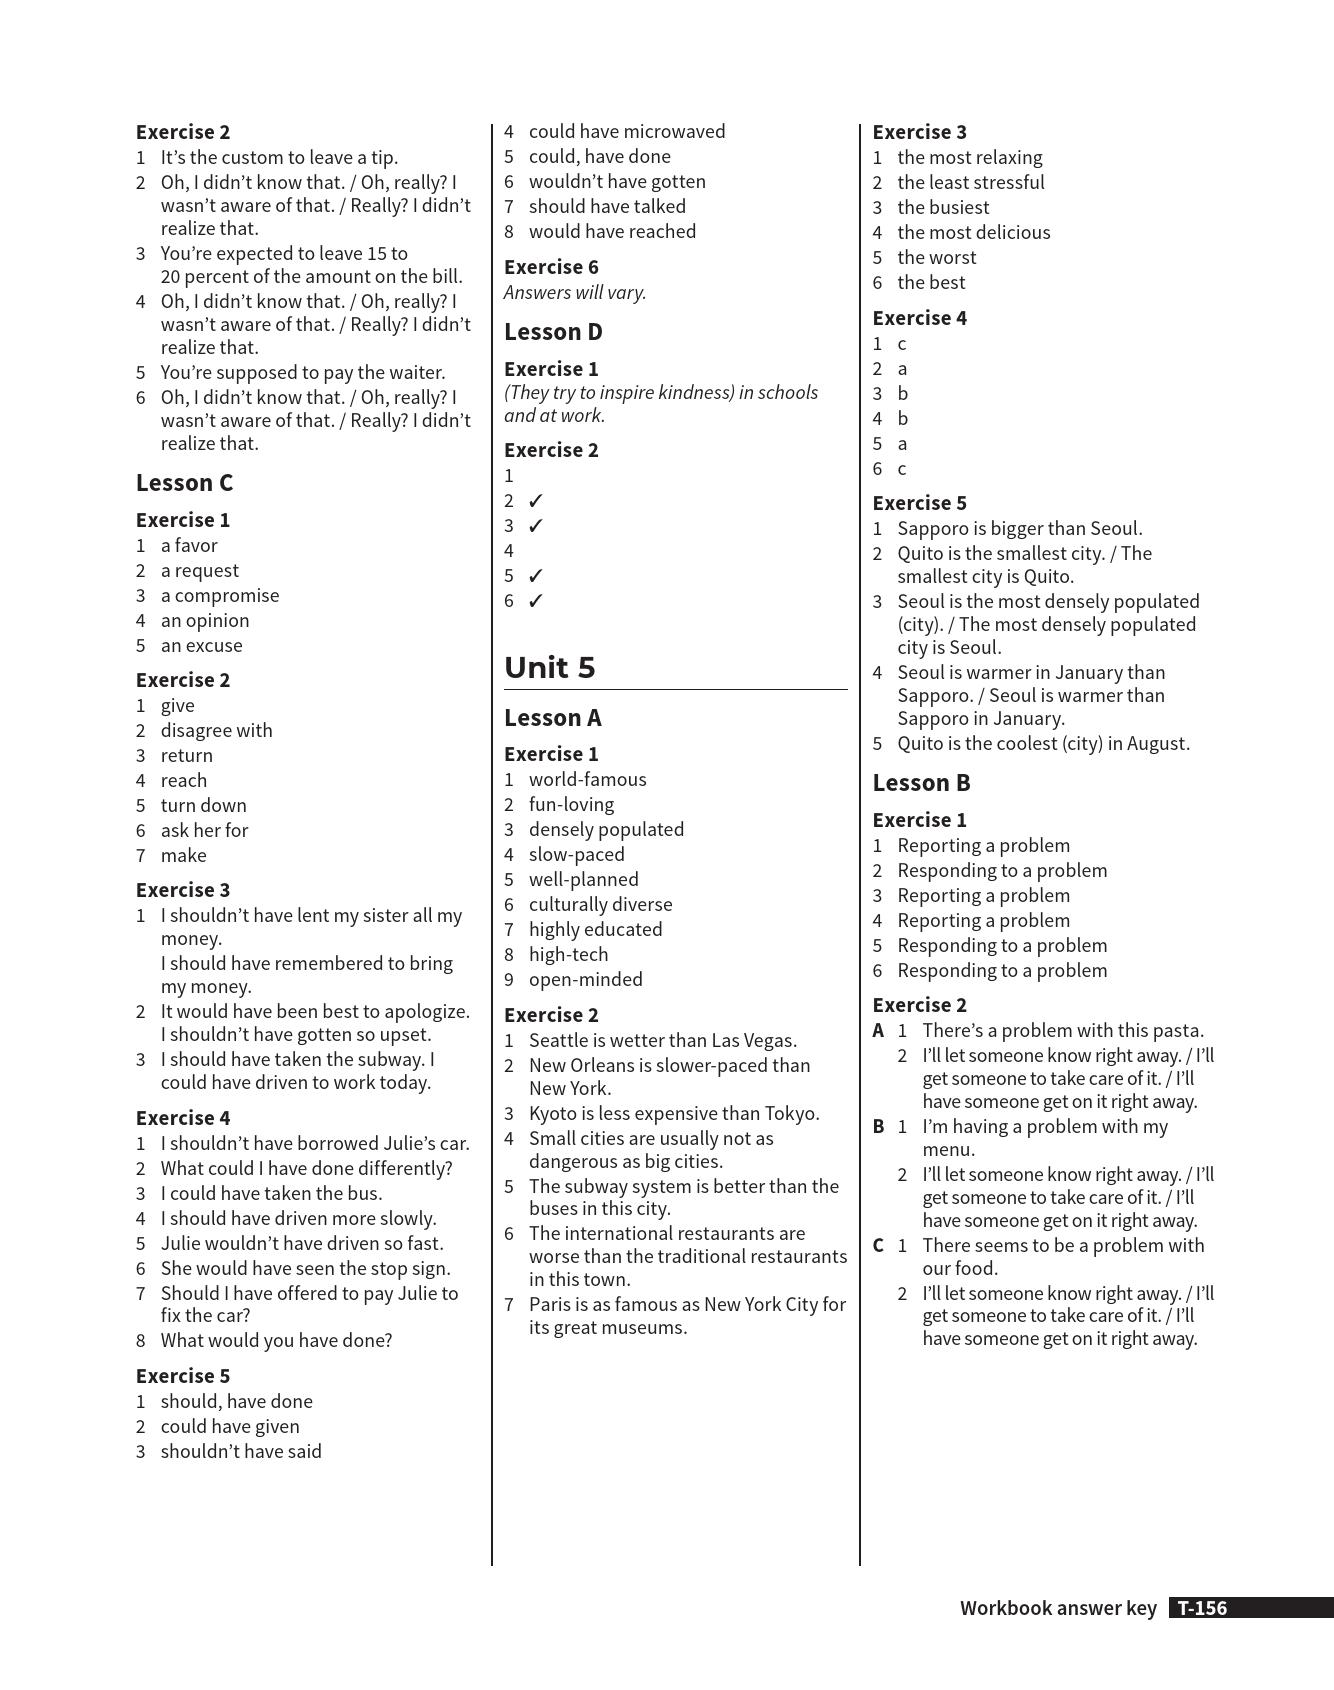 Exercise 2
1 It’s the custom to leave a tip.
2 Oh, I didn’t know that. / Oh, really? I
wasn’t aware of that. / Really? I didn’t
realize that.
3 You’re expected to leave 15 to
20 percent of the amount on the bill.
4 Oh, I didn’t know that. / Oh, really? I
wasn’t aware of that. / Really? I didn’t
realize that.
5 You’re supposed to pay the waiter.
6 Oh, I didn’t know that. / Oh, really? I
wasn’t aware of that. / Really? I didn’t
realize that.
Lesson C
Exercise 1
1 a favor
2 a request
3 a compromise
4 an opinion
5 an excuse
Exercise 2
1 give
2 disagree with
3 return
4 reach
5 turn down
6 ask her for
7 make
Exercise 3
1 I shouldn’t have lent my sister all my
money.
I should have remembered to bring
my money.
2 It would have been best to apologize.
I shouldn’t have gotten so upset.
3 I should have taken the subway. I
could have driven to work today.
Exercise 4
1 I shouldn’t have borrowed Julie’s car.
2 What could I have done differently?
3 I could have taken the bus.
4 I should have driven more slowly.
5 Julie wouldn’t have driven so fast.
6 She would have seen the stop sign.
7 Should I have offered to pay Julie to
fix the car?
8 What would you have done?
Exercise 5
1 should, have done
2 could have given
3 shouldn’t have said
4 could have microwaved
5 could, have done
6 wouldn’t have gotten
7 should have talked
8 would have reached
Exercise 6
Answers will vary.
Lesson D
Exercise 1
(They try to inspire kindness) in schools
and at work.
Exercise 2
1
2 ✓
3 ✓
4
5 ✓
6 ✓
Unit 5
Lesson A
Exercise 1
1 world-famous
2 fun-loving
3 densely populated
4 slow-paced
5 well-planned
6 culturally diverse
7 highly educated
8 high-tech
9 open-minded
Exercise 2
1 Seattle is wetter than Las Vegas.
2 New Orleans is slower-paced than
New York.
3 Kyoto is less expensive than Tokyo.
4 Small cities are usually not as
dangerous as big cities.
5 The subway system is better than the
buses in this city.
6 The international restaurants are
worse than the traditional restaurants
in this town.
7 Paris is as famous as New York City for
its great museums.
Exercise 3
1 the most relaxing
2 the least stressful
3 the busiest
4 the most delicious
5 the worst
6 the best
Exercise 4
1 c
2 a
3 b
4 b
5 a
6 c
Exercise 5
1 Sapporo is bigger than Seoul.
2 Quito is the smallest city. / The
smallest city is Quito.
3 Seoul is the most densely populated
(city). / The most densely populated
city is Seoul.
4 Seoul is warmer in January than
Sapporo. / Seoul is warmer than
Sapporo in January.
5 Quito is the coolest (city) in August.
Lesson B
Exercise 1
1 Reporting a problem
2 Responding to a problem
3 Reporting a problem
4 Reporting a problem
5 Responding to a problem
6 Responding to a problem
Exercise 2
A 1 There’s a problem with this pasta.
2 I’ll let someone know right away. / I’ll
get someone to take care of it. / I’ll
have someone get on it right away.
B 1 I’m having a problem with my
menu.
2 I’ll let someone know right away. / I’ll
get someone to take care of it. / I’ll
have someone get on it right away.
C 1 There seems to be a problem with
our food.
2 I’ll let someone know right away. / I’ll
get someone to take care of it. / I’ll
have someone get on it right away.
Workbook answer key T-156